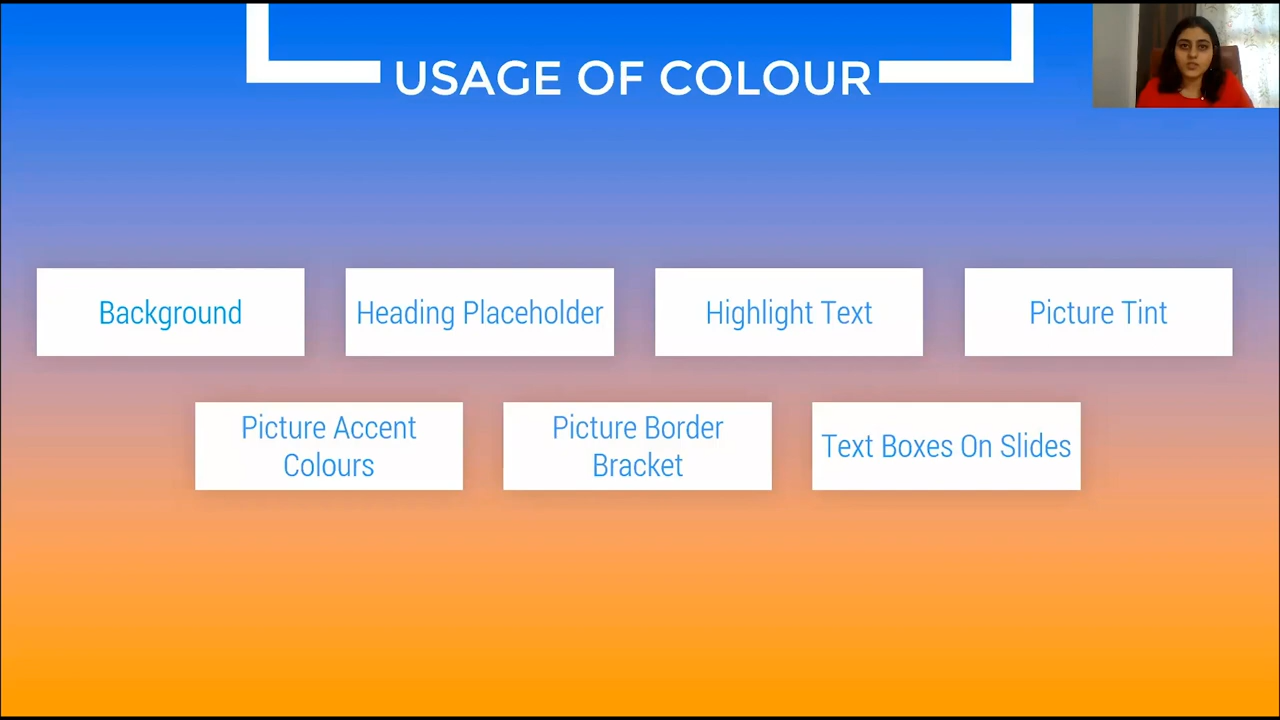 USAGE OF COLOUR
Background
Heading Placeholder
Highlight Text
Picture Tint
Picture Accent
Colours
Picture Border
Bracket
Text Boxes On Slides